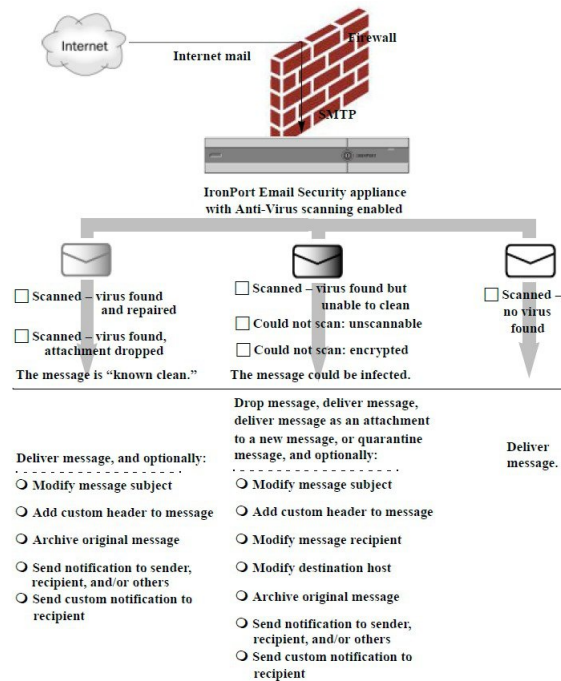 Internet
Firewall
Internet mail
SMTP
IronPort Email Security appliance
with Anti-Virus scanning enabled
Scanned – virus found
and repaired
Scanned – virus found,
attachment dropped
The message is “known clean.”
Scanned – virus found but
unable to clean
Could not scan: unscannable
Could not scan: encrypted
The message could be infected.
Scanned –
no virus
found
Deliver message, and optionally:
Modify message subject
Add custom header to message
Archive original message
Send notification to sender,
recipient, and/or others
Send custom notification to
recipient
Drop message, deliver message,
deliver message as an attachment
to a new message, or quarantine
message, and optionally:
Modify message subject
Add custom header to message
Modify message recipient
Modify destination host
Archive original message
Send notification to sender,
recipient, and/or others
Send custom notification to
recipient
Deliver
message.